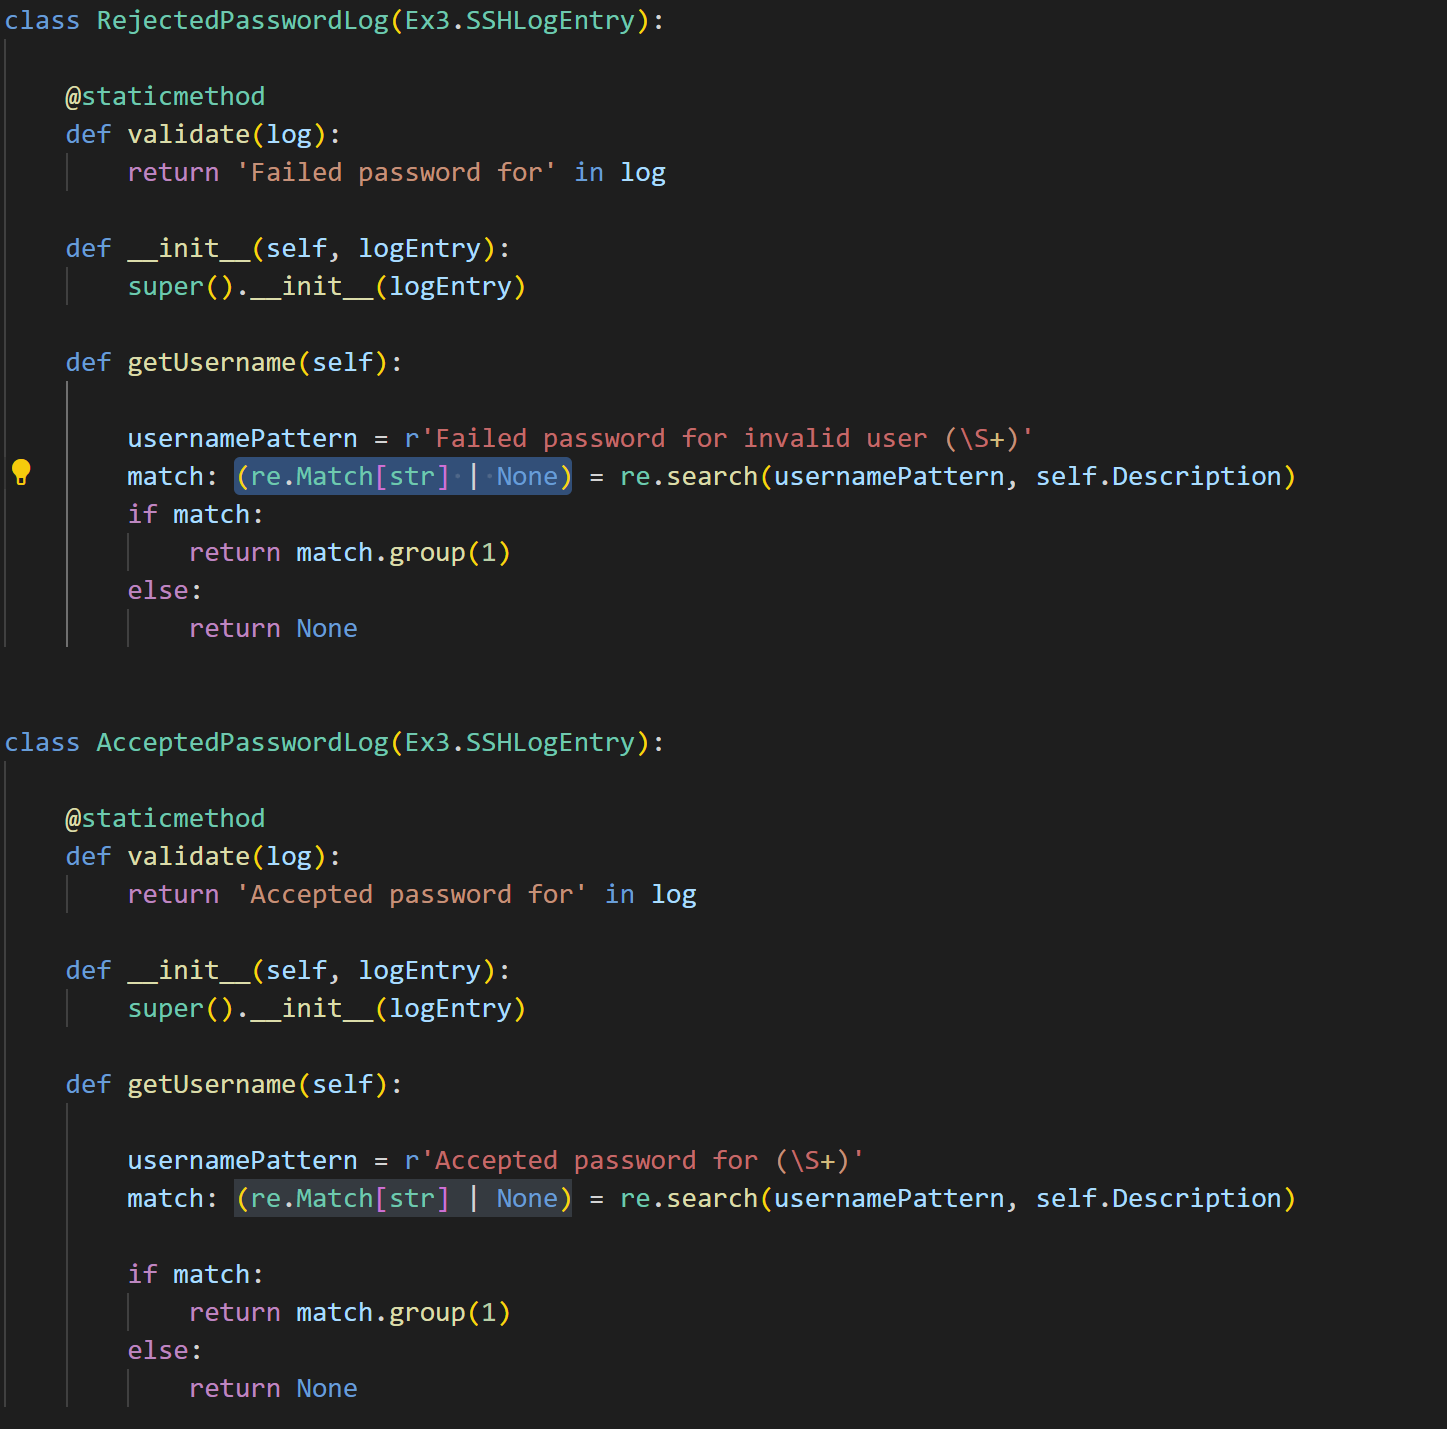 class RejectedPasswordLog(Ex3.SSHLogEntry):
@staticmethod
def validate(log):
return 'Failed password for' in log
def __init__(self, logEntry):
super().__init__(logEntry)
def getUsername(self):
usernamePattern = r'Failed password for invalid user (\S+)'
match: (re.Match[str] | None) = re.search(usernamePattern, self.Description)
if match:
return match.group(1)
else:
return None
class AcceptedPasswordLog(Ex3.SSHLogEntry):
@staticmethod
def validate(log):
return 'Accepted password for' in log
def __init__(self, logEntry):
super().__init__(logEntry)
def getUsername(self):
usernamePattern = r'Accepted password for (\S+)'
match: (re.Match[str] | None) = re.search(usernamePattern, self.Description)
if match:
return match.group(1)
else:
return None